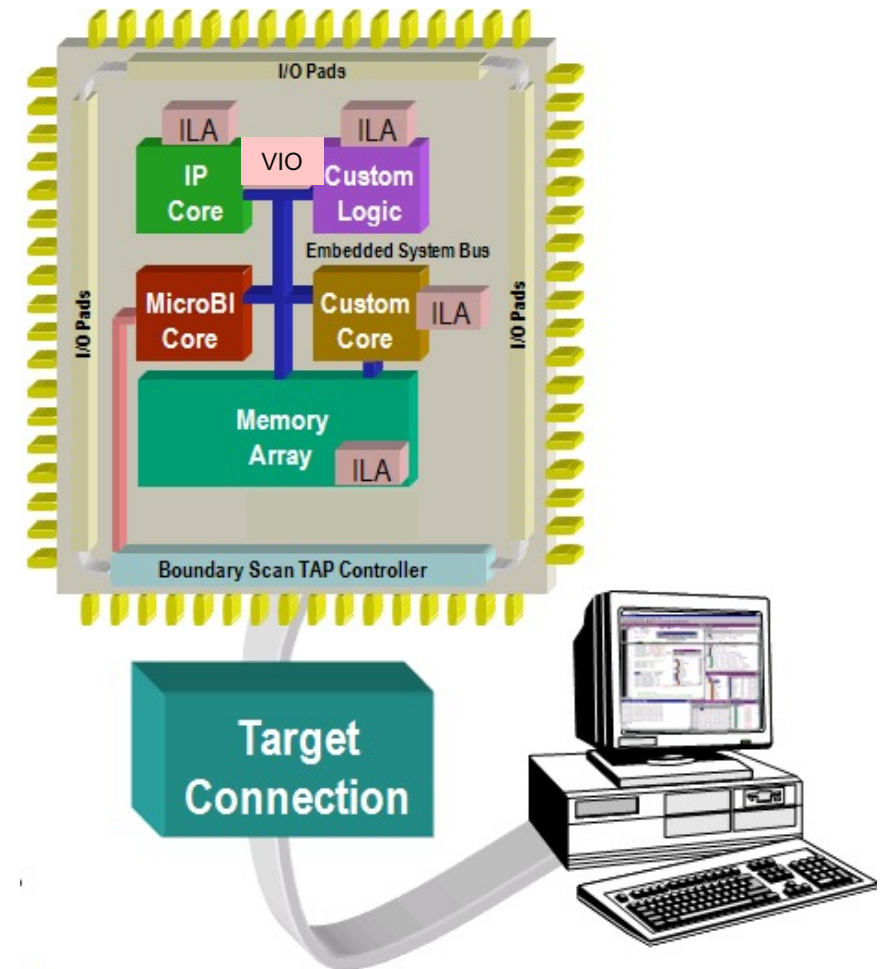 I/O Pads
ILA
ILA
VIO
IP
Core
Custom
Logic
Embedded System Bus
I/O Pads
MicroBl
Core
Custom
Core
ILA
I/O Pads
Memory
Array
ILA
Boundary Scan TAP Controller
Target
Connection